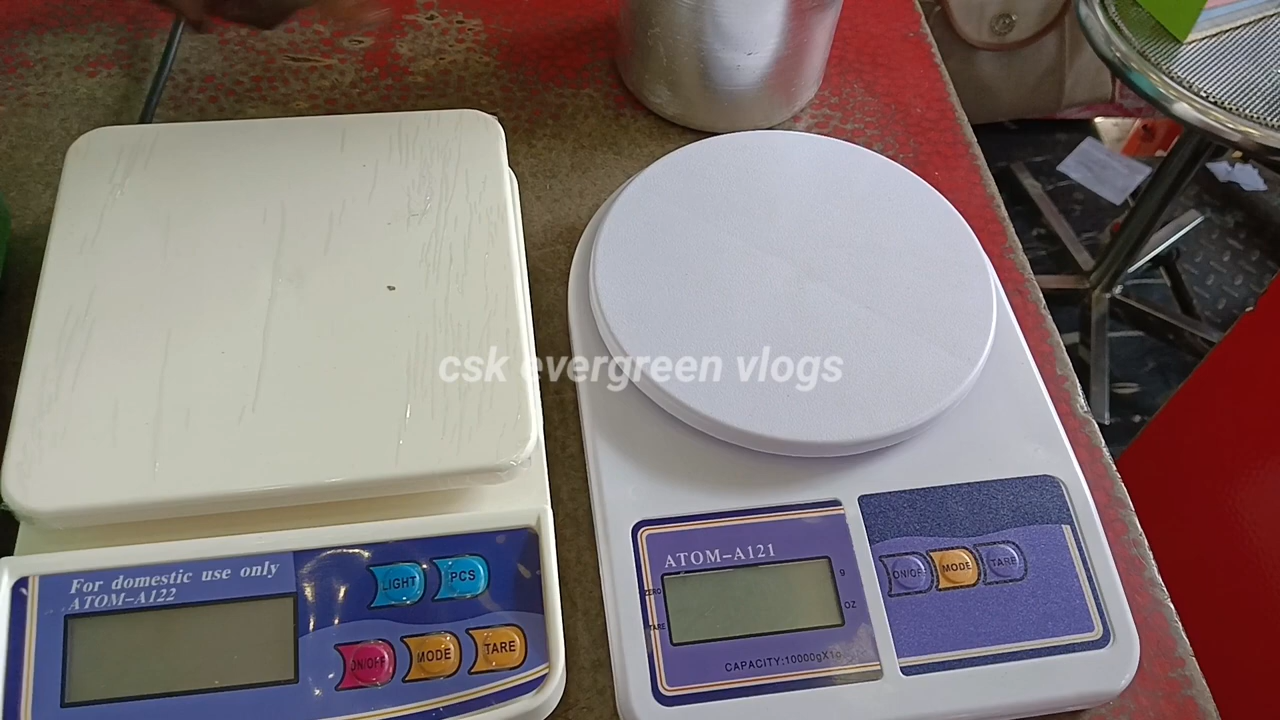 csk evergreen vlogs
For domestic use only
ATOM-A122
LIGHT
PCS
ON/OFF
MODE
TARE
ATOM-A121
ZERO
TARE
g
OZ
CAPACITY:10000gX1g
ON/OFF
MODE
TARE